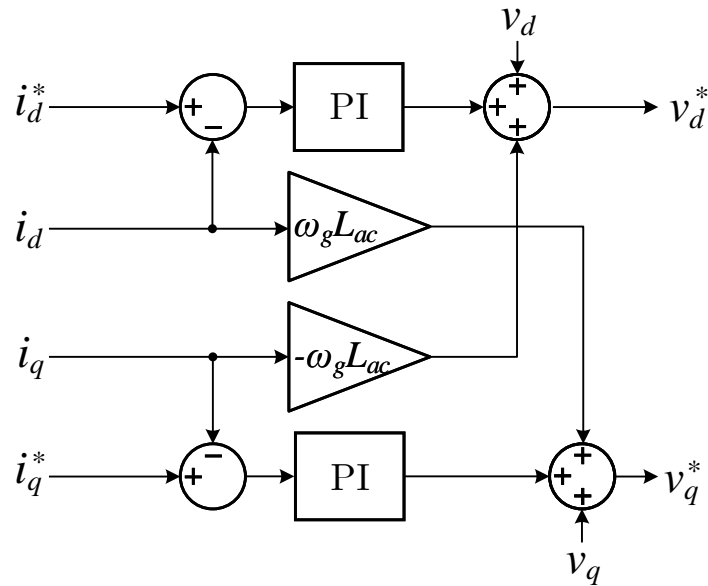 v_d
i_d^* + − PI + + + v_d^*
i_d ω_g L_ac
i_q -ω_g L_ac
i_q^* + − PI + + + v_q^*
v_q